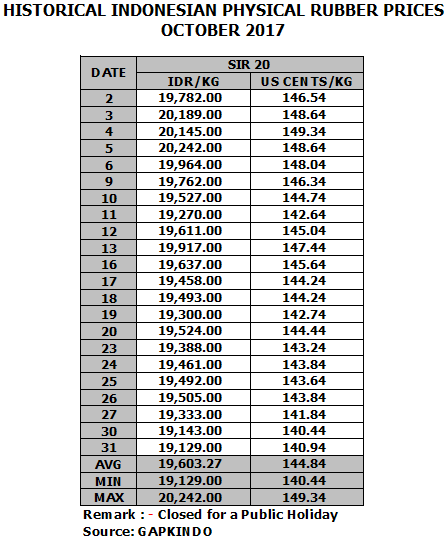 HISTORICAL INDONESIAN PHYSICAL RUBBER PRICES
OCTOBER 2017
DATE SIR 20
IDR/KG US CENTS/KG
2 19,782.00 146.54
3 20,189.00 148.64
4 20,145.00 149.34
5 20,242.00 148.64
6 19,964.00 148.04
9 19,762.00 146.34
10 19,527.00 144.74
11 19,270.00 142.64
12 19,611.00 145.04
13 19,917.00 147.44
16 19,637.00 145.64
17 19,458.00 144.24
18 19,493.00 144.24
19 19,300.00 142.74
20 19,524.00 144.44
23 19,388.00 143.24
24 19,461.00 143.84
25 19,492.00 143.64
26 19,505.00 143.84
27 19,333.00 141.84
30 19,143.00 140.44
31 19,129.00 140.94
AVG 19,603.27 144.84
MIN 19,129.00 140.44
MAX 20,242.00 149.34
Remark : - Closed for a Public Holiday
Source: GAPKINDO